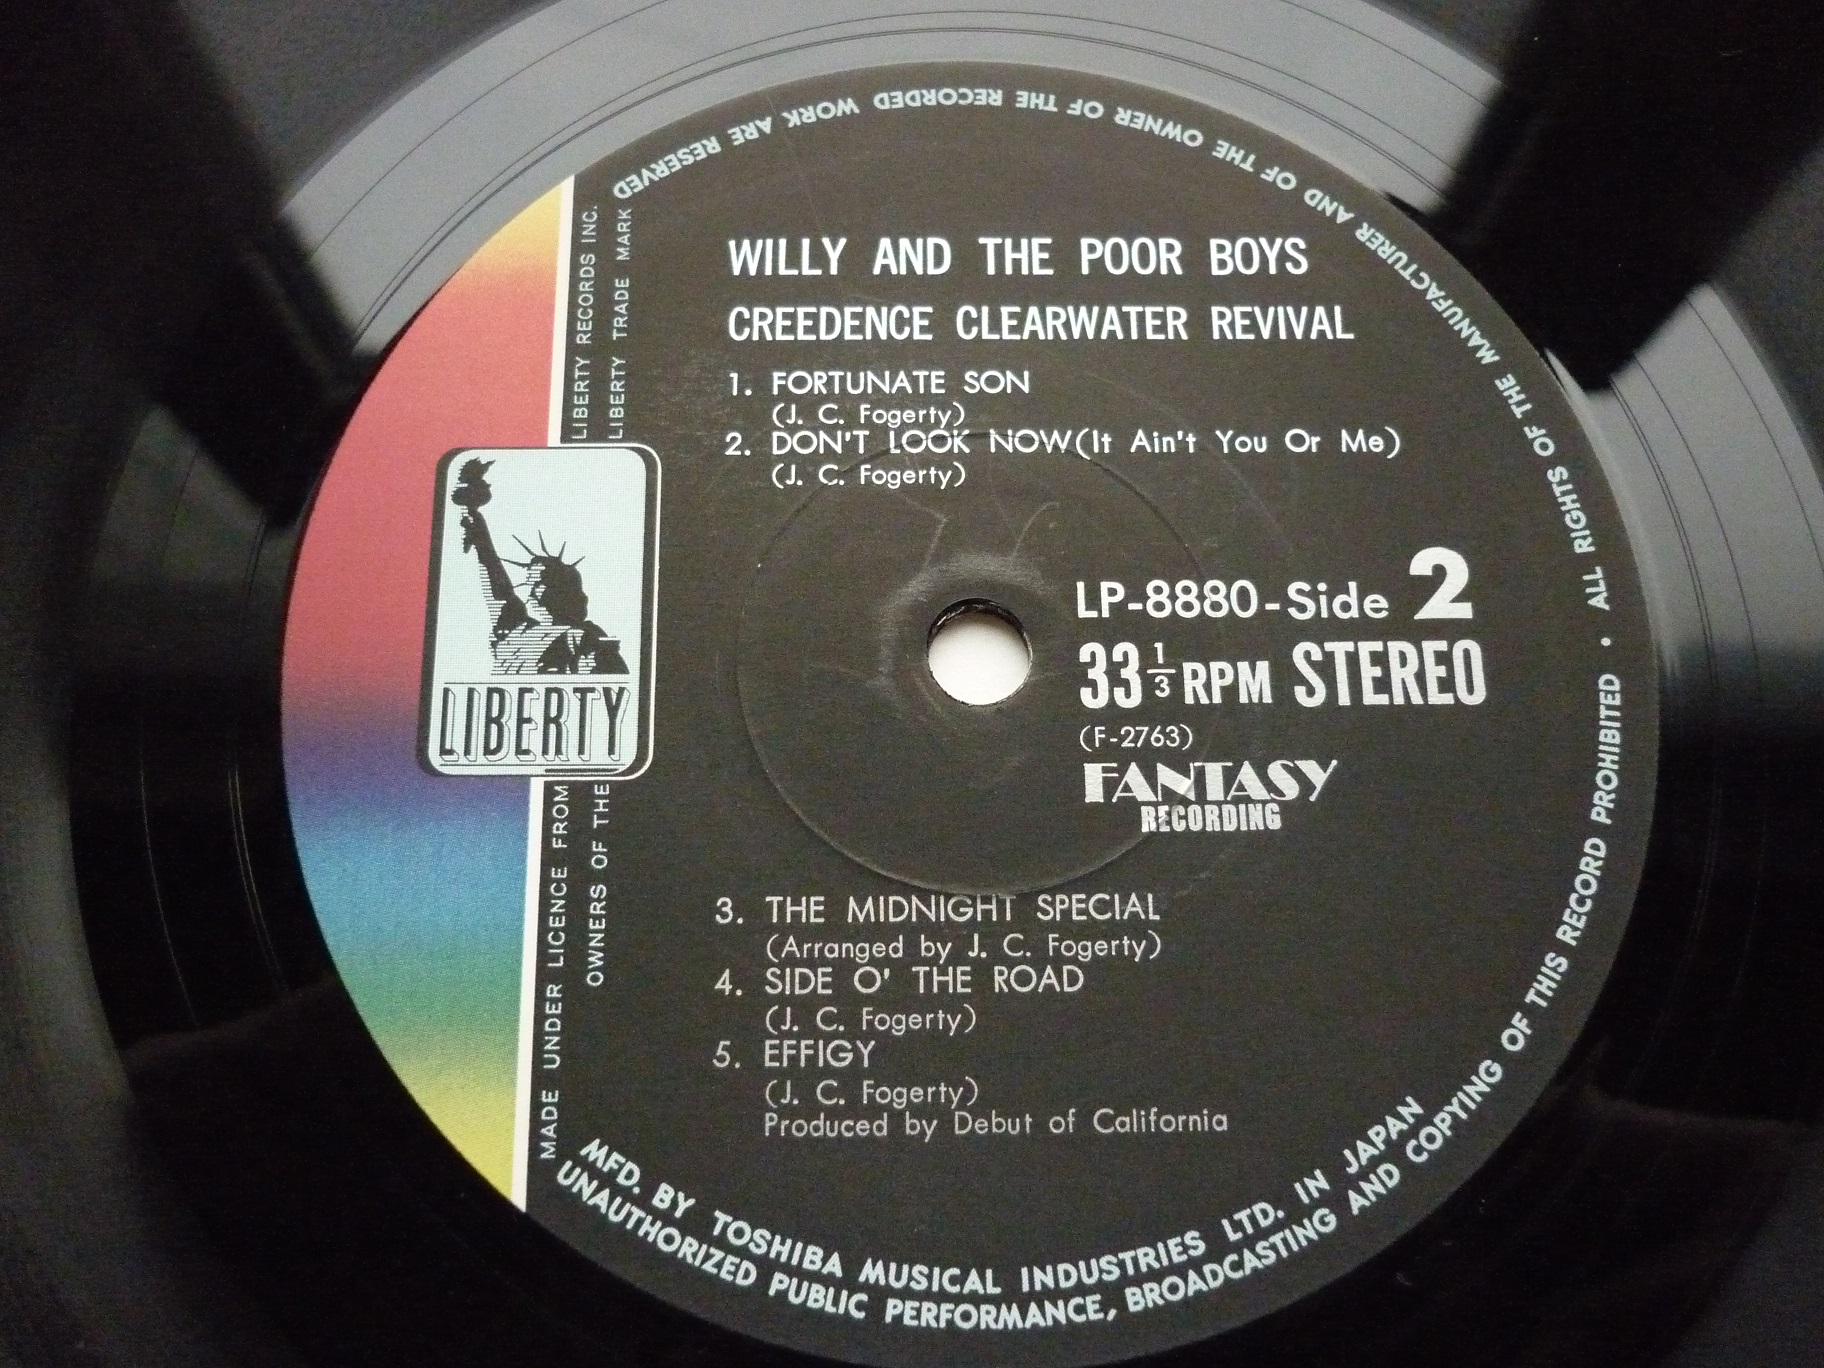 WILLY AND THE POOR BOYS
CREEDENCE CLEARWATER REVIVAL
1. FORTUNATE SON
(J. C. Fogerty)
2. DON'T LOOK NOW(It Ain't You Or Me)
(J. C. Fogerty)
LP-8880-Side 2
33 1/3 RPM STEREO
(F-2763)
FANTASY
RECORDING
3. THE MIDNIGHT SPECIAL
(Arranged by J. C. Fogerty)
4. SIDE O' THE ROAD
(J. C. Fogerty)
5. EFFIGY
(J. C. Fogerty)
Produced by Debut of California
LIBERTY
MADE UNDER LICENCE FROM LIBERTY RECORDS INC.
OWNERS OF THE LIBERTY TRADE MARK
MFD. BY TOSHIBA MUSICAL INDUSTRIES LTD. IN JAPAN
UNAUTHORIZED PUBLIC PERFORMANCE, BROADCASTING AND COPYING OF THIS RECORD PROHIBITED • ALL RIGHTS OF THE MANUFACTURER AND OF THE OWNER OF THE RECORDED WORK ARE RESERVED